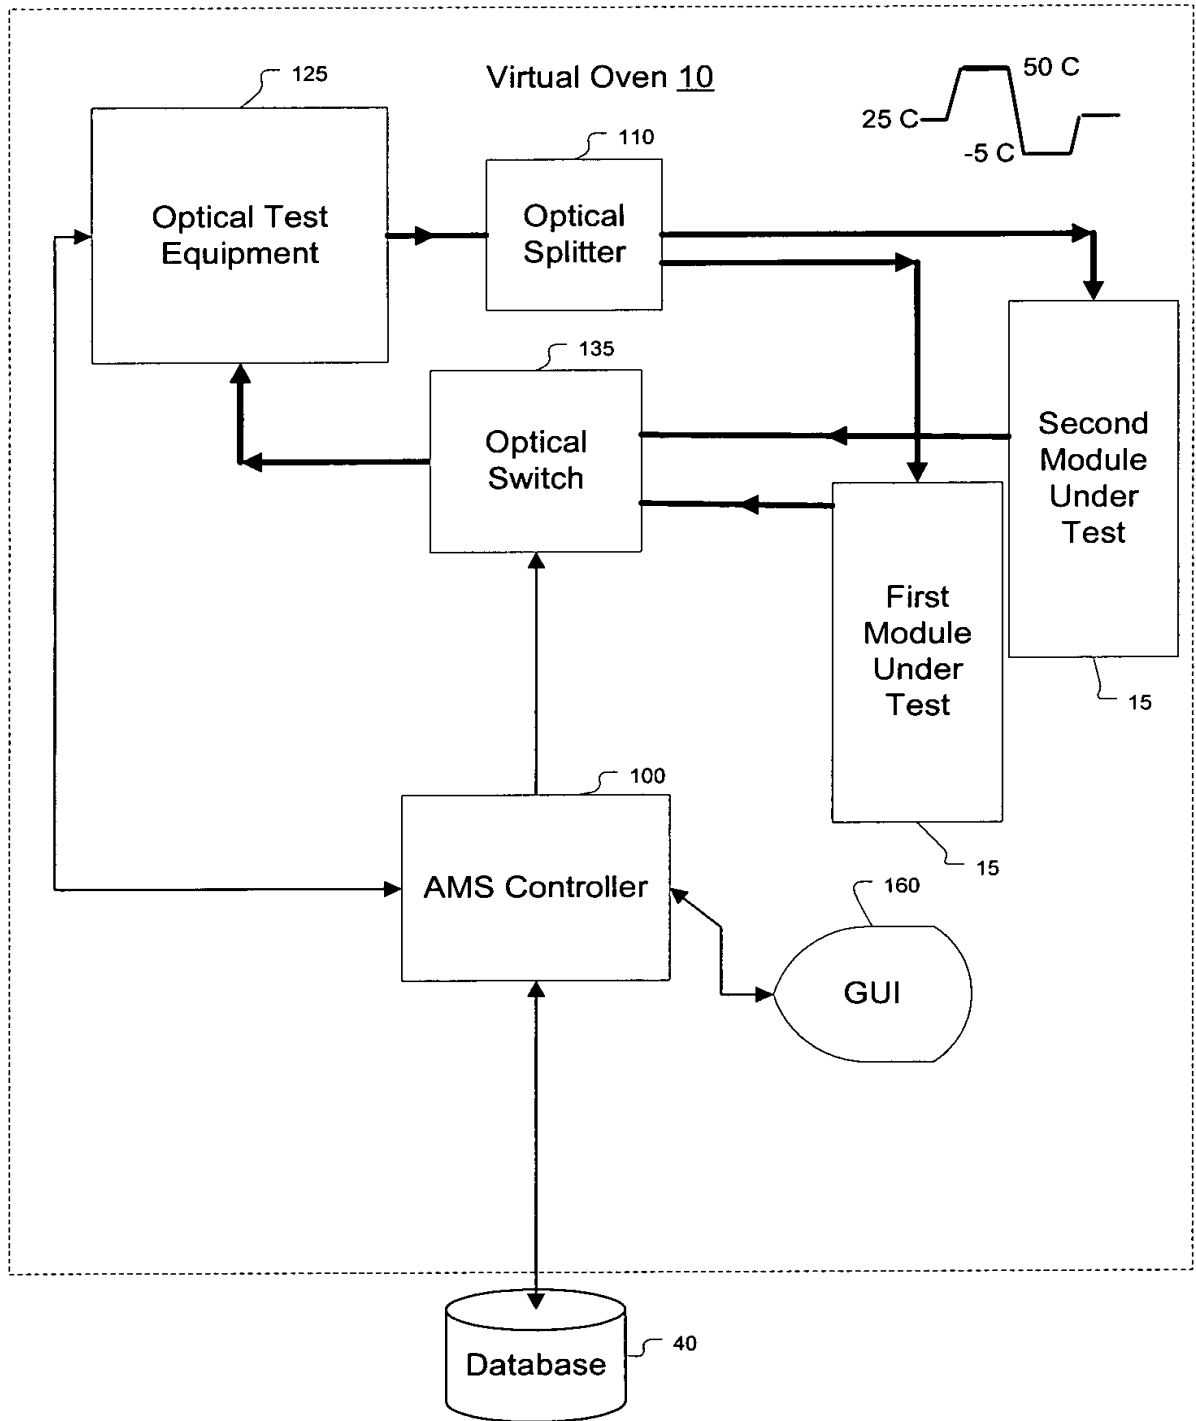 Virtual Oven 10
125
50 C
25 C
-5 C
110
Optical Test
Equipment
Optical
Splitter
135
Optical
Switch
Second
Module
Under
Test
First
Module
Under
Test
15
100
15
AMS Controller
160
GUI
Database
40